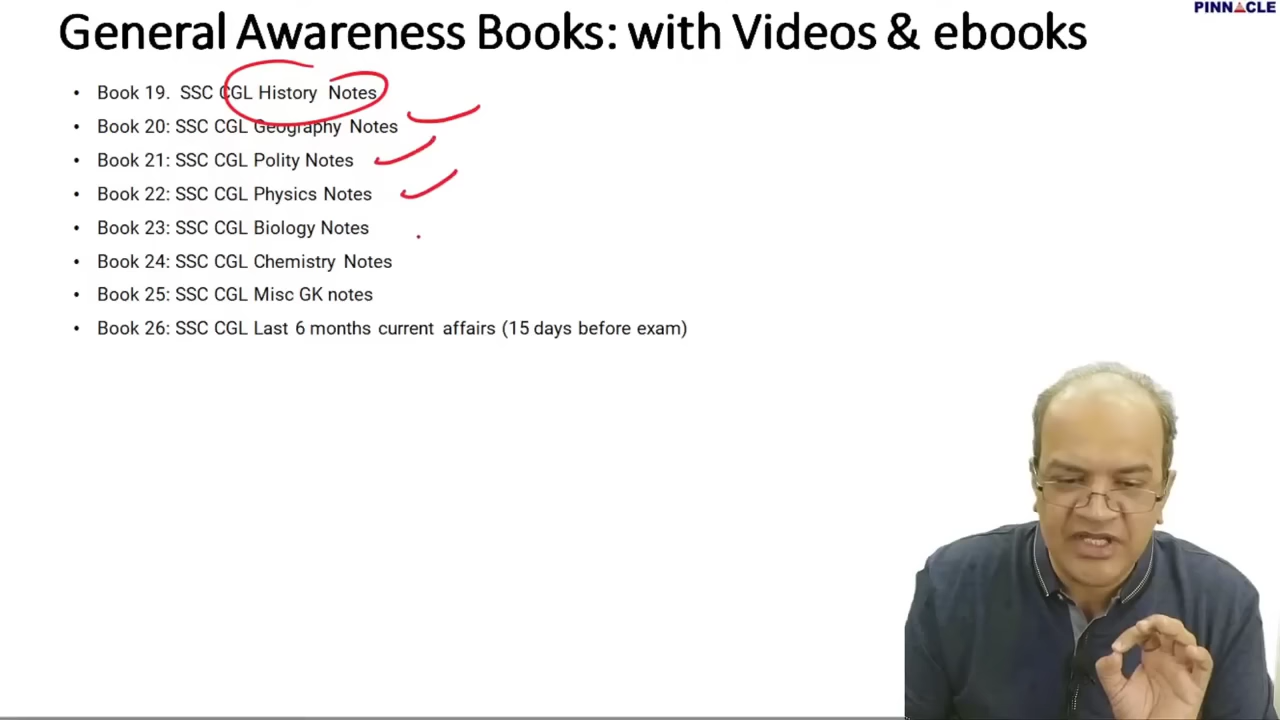 PINNACLE
General Awareness Books: with Videos & ebooks
• Book 19. SSC CGL History Notes
• Book 20: SSC CGL Geography Notes
• Book 21: SSC CGL Polity Notes
• Book 22: SSC CGL Physics Notes
• Book 23: SSC CGL Biology Notes
• Book 24: SSC CGL Chemistry Notes
• Book 25: SSC CGL Misc GK notes
• Book 26: SSC CGL Last 6 months current affairs (15 days before exam)